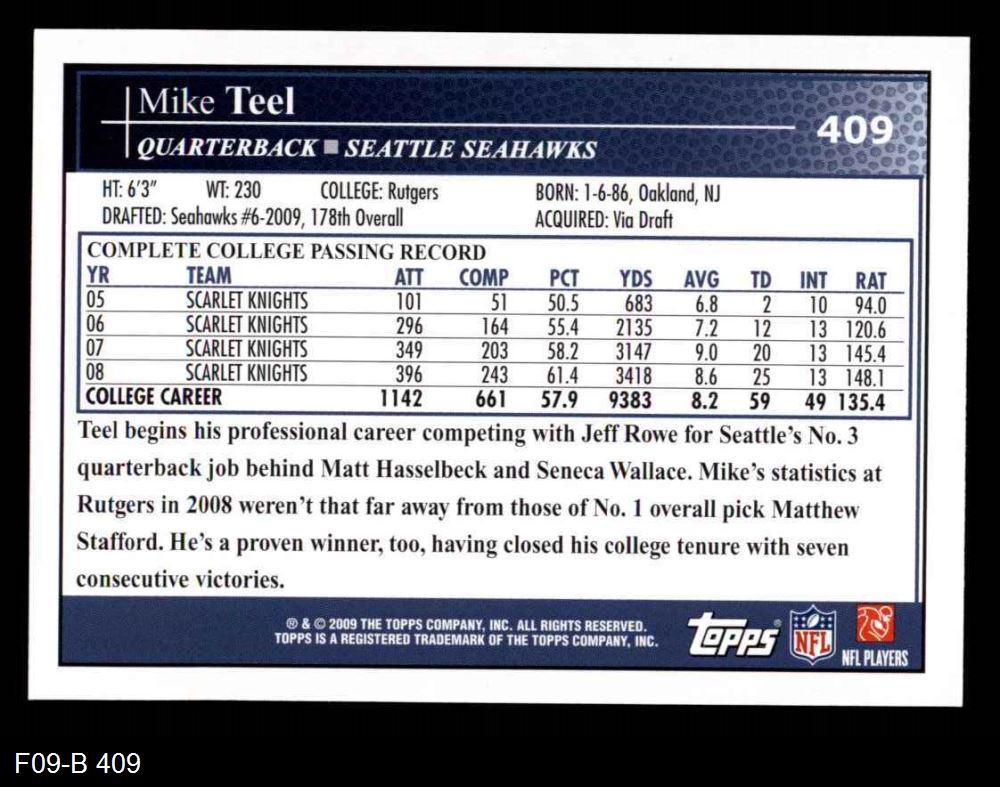 Mike Teel
409
QUARTERBACK ■ SEATTLE SEAHAWKS
HT: 6'3" WT: 230 COLLEGE: Rutgers BORN: 1-6-86, Oakland, NJ
DRAFTED: Seahawks #6-2009, 178th Overall ACQUIRED: Via Draft
COMPLETE COLLEGE PASSING RECORD
YR TEAM ATT COMP PCT YDS AVG TD INT RAT
05 SCARLET KNIGHTS 101 51 50.5 683 6.8 2 10 94.0
06 SCARLET KNIGHTS 296 164 55.4 2135 7.2 12 13 120.6
07 SCARLET KNIGHTS 349 203 58.2 3147 9.0 20 13 145.4
08 SCARLET KNIGHTS 396 243 61.4 3418 8.6 25 13 148.1
COLLEGE CAREER 1142 661 57.9 9383 8.2 59 49 135.4
Teel begins his professional career competing with Jeff Rowe for Seattle's No. 3
quarterback job behind Matt Hasselbeck and Seneca Wallace. Mike's statistics at
Rutgers in 2008 weren't that far away from those of No. 1 overall pick Matthew
Stafford. He's a proven winner, too, having closed his college tenure with seven
consecutive victories.
® & © 2009 THE TOPPS COMPANY, INC. ALL RIGHTS RESERVED.
TOPPS IS A REGISTERED TRADEMARK OF THE TOPPS COMPANY, INC.
topps®
NFL
NFL PLAYERS
F09-B 409